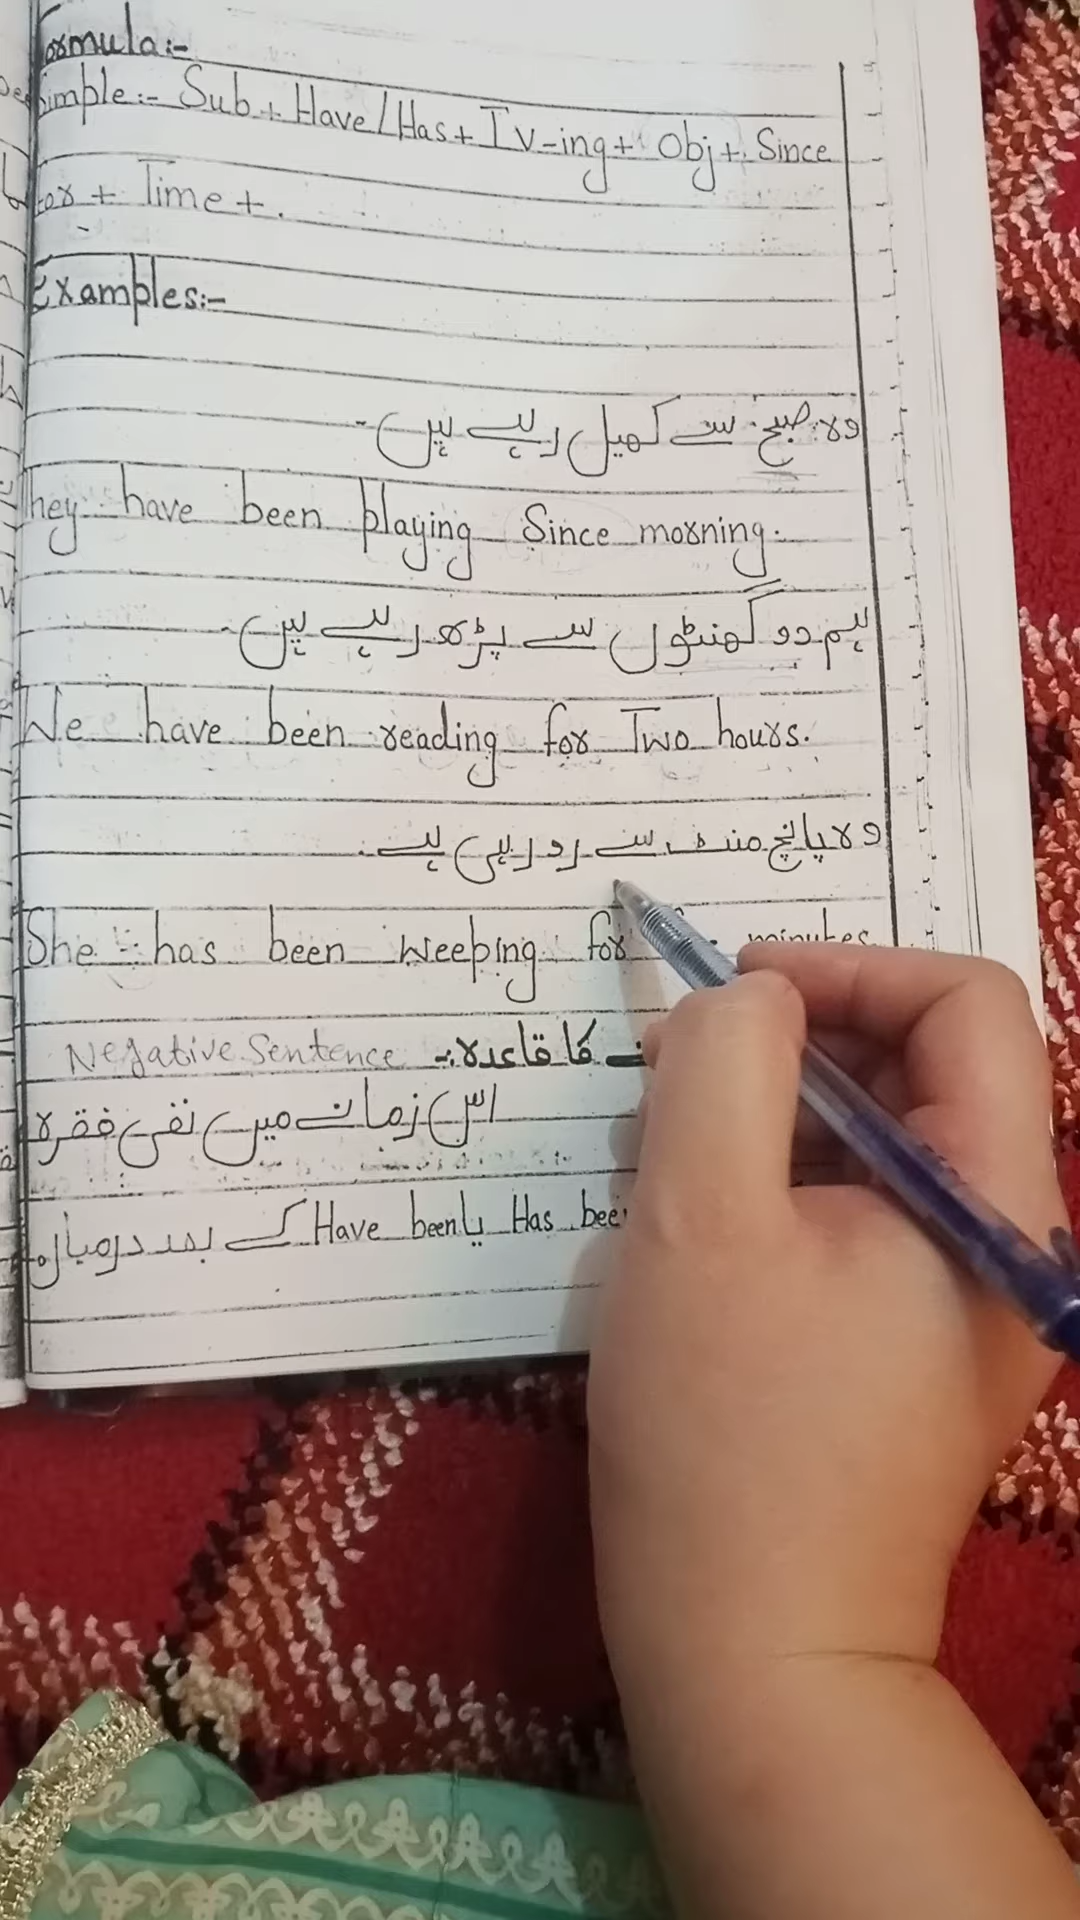 Formula:-
Simple:- Sub + Have/Has + Iv-ing + Obj + Since
for + Time + .
Examples:-
وہ صبح سے کھیل رہے ہیں۔
They have been playing Since morning.
ہم دو گھنٹوں سے پڑھ رہے ہیں۔
We have been reading for Two hours.
وہ پانچ منٹ سے رو رہی ہے۔
She has been weeping for minutes.
Negative Sentence کا قاعدہ:-
اس زمانے میں نفی فقرہ
Have been یا Has been کے بعد درمیان